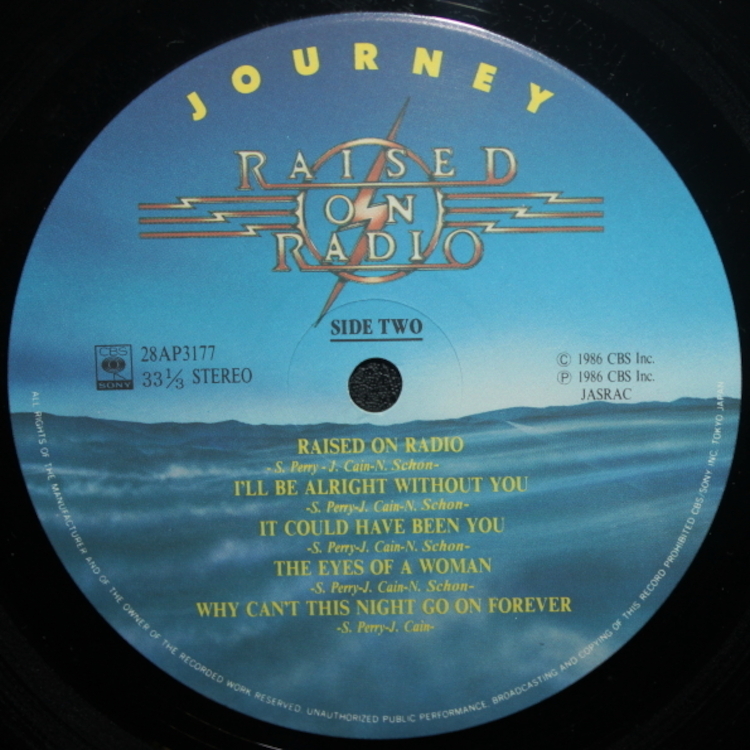 JOURNEY
RAISED
ON
RADIO
SIDE TWO
CBS
SONY
28AP3177
33 1/3 STEREO
© 1986 CBS Inc.
℗ 1986 CBS Inc.
JASRAC
RAISED ON RADIO
- S. Perry - J. Cain-N. Schon-
I'LL BE ALRIGHT WITHOUT YOU
-S. Perry-J. Cain-N. Schon-
IT COULD HAVE BEEN YOU
-S. Perry-J. Cain-N. Schon-
THE EYES OF A WOMAN
-S. Perry-J. Cain-N. Schon-
WHY CAN'T THIS NIGHT GO ON FOREVER
-S. Perry-J. Cain-
ALL RIGHTS OF THE MANUFACTURER AND OF THE OWNER OF THE RECORDED WORK RESERVED. UNAUTHORIZED PUBLIC PERFORMANCE, BROADCASTING AND COPYING OF THIS RECORD PROHIBITED CBS/SONY INC. TOKYO JAPAN